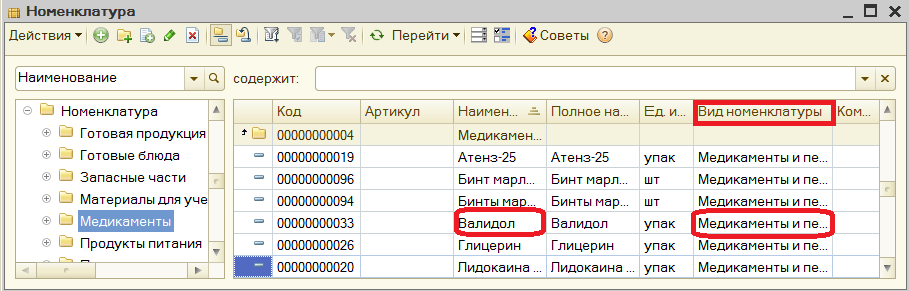 Номенклатура
Действия Перейти Советы
Наименование содержит:
Номенклатура
Готовая продукция
Готовые блюда
Запасные части
Материалы для уче
Медикаменты
Продукты питания
Код Артикул Наимен... Полное на... Ед. и... Вид номенклатуры Ком...
00000000004 Медикамен...
00000000019 Атенз-25 Атенз-25 упак Медикаменты и пе...
00000000096 Бинт марл... Бинт марл... шт Медикаменты и пе...
00000000094 Бинты мар... Бинты мар... шт Медикаменты и пе...
00000000033 Валидол Валидол упак Медикаменты и пе...
00000000026 Глицерин Глицерин упак Медикаменты и пе...
00000000020 Лидокаина ... Лидокаина ... упак Медикаменты и пе...